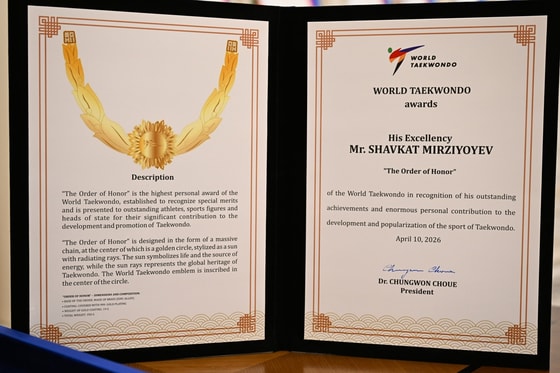 Description
"The Order of Honor" is the highest personal award of the
World Taekwondo, established to recognize special merits
and is presented to outstanding athletes, sports figures and
heads of state for their significant contribution to the
development and promotion of Taekwondo.
"The Order of Honor" is designed in the form of a massive
chain, at the center of which is a golden circle, stylized as a sun
with radiating rays. The sun symbolizes life and the source of
energy, while the sun rays represents the global heritage of
Taekwondo. The World Taekwondo emblem is inscribed in
the center of the circle.
WORLD
TAEKWONDO
WORLD TAEKWONDO
awards
His Excellency
Mr. SHAVKAT MIRZIYOYEV
"The Order of Honor"
of the World Taekwondo in recognition of his outstanding
achievements and enormous personal contribution to the
development and popularization of the sport of Taekwondo.
April 10, 2026
Chungwon Choue
Dr. CHUNGWON CHOUE
President